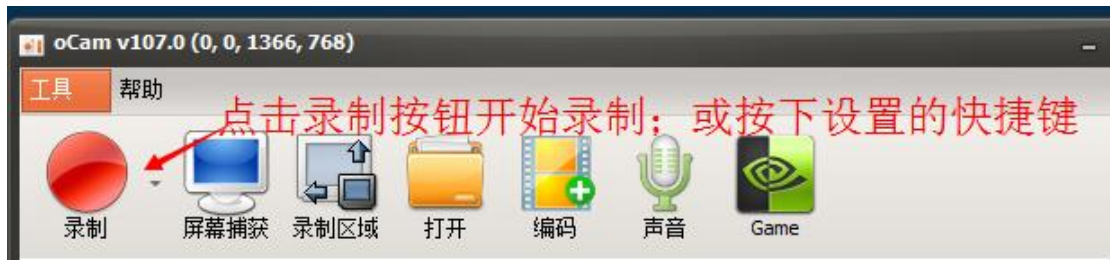 oCam v107.0 (0, 0, 1366, 768)
工具 帮助
点击录制按钮开始录制；或按下设置的快捷键
录制 屏幕捕获 录制区域 打开 编码 声音 Game